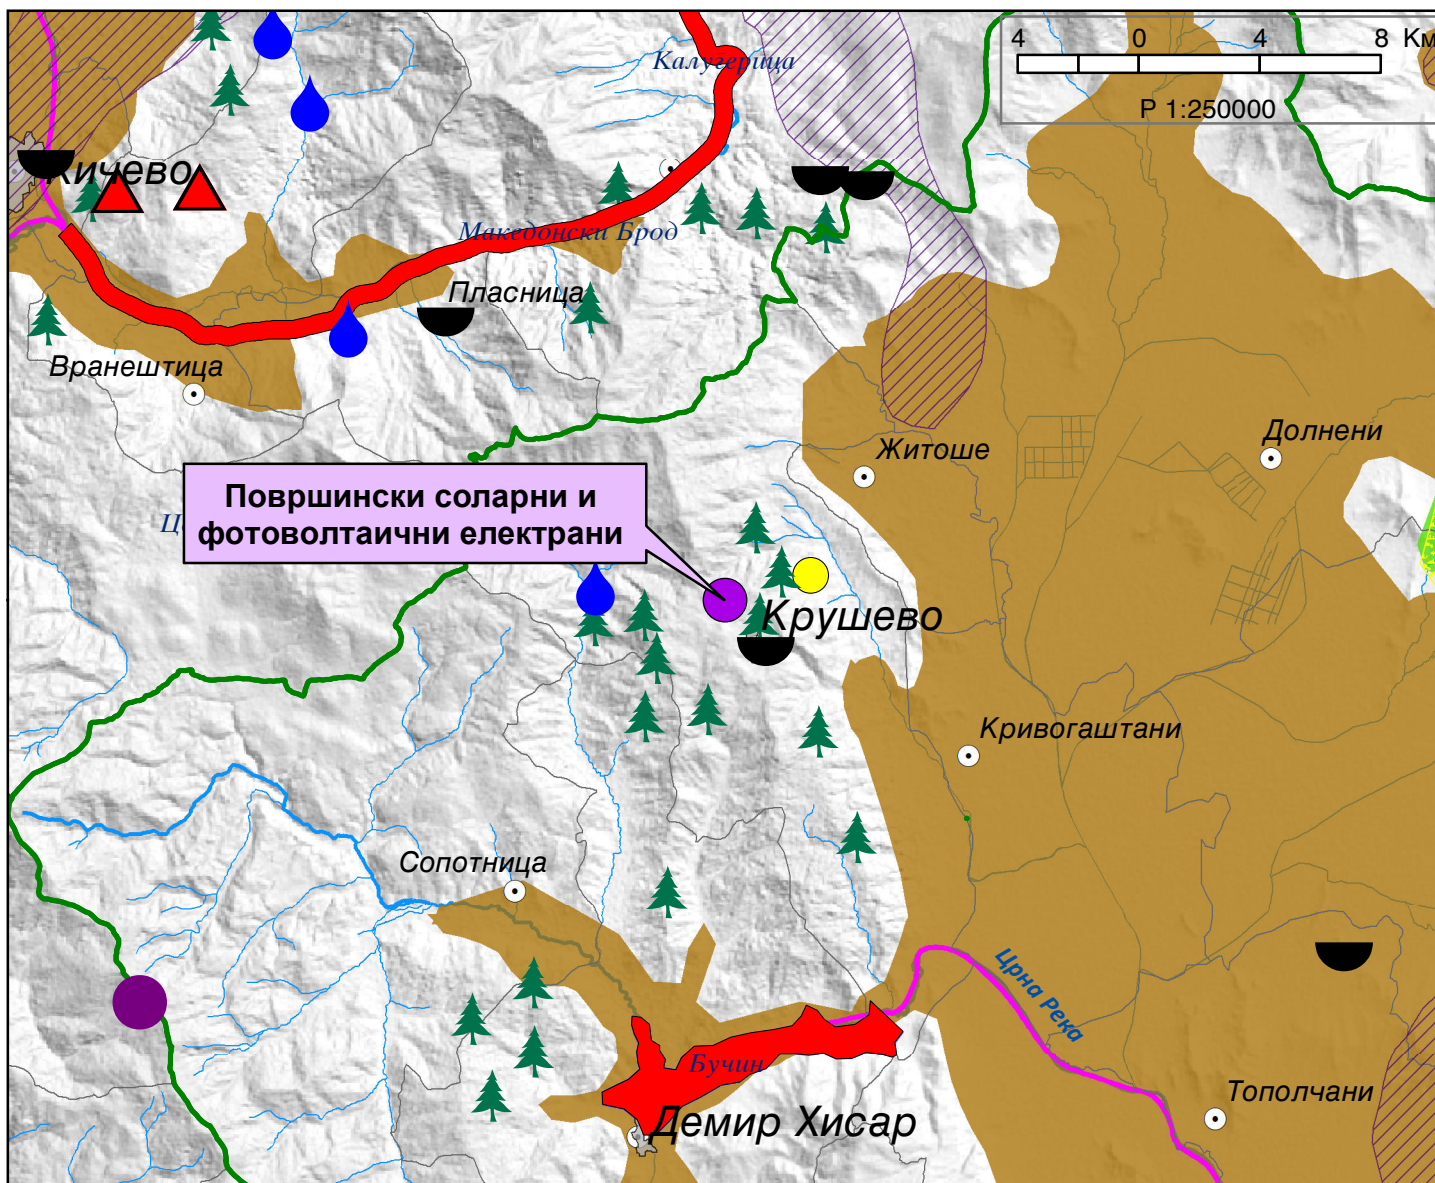 4 0 4 8 Км
Р 1:250000
Калугерица
Кичево
Македонски Брод
Пласница
Вранештица
Житоше
Долнени
Површински соларни и
фотоволтаични електрани
Крушево
Кривогаштани
Сопотница
Црна Река
Бучин
Тополчани
Демир Хисар